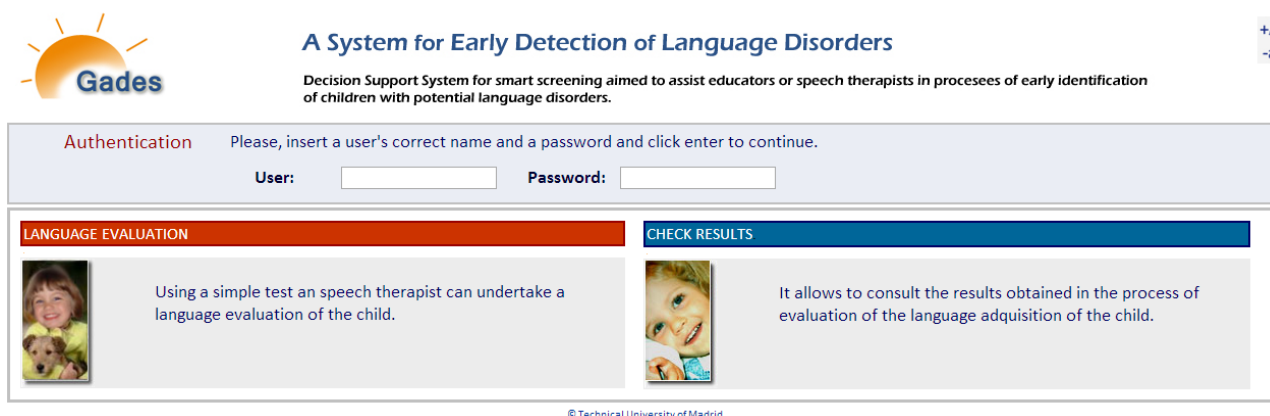 Gades
A System for Early Detection of Language Disorders
Decision Support System for smart screening aimed to assist educators or speech therapists in procesees of early identification
of children with potential language disorders.
Authentication
Please, insert a user's correct name and a password and click enter to continue.
User:
Password:
LANGUAGE EVALUATION
Using a simple test an speech therapist can undertake a
language evaluation of the child.
CHECK RESULTS
It allows to consult the results obtained in the process of
evaluation of the language adquisition of the child.
© Technical University of Madrid